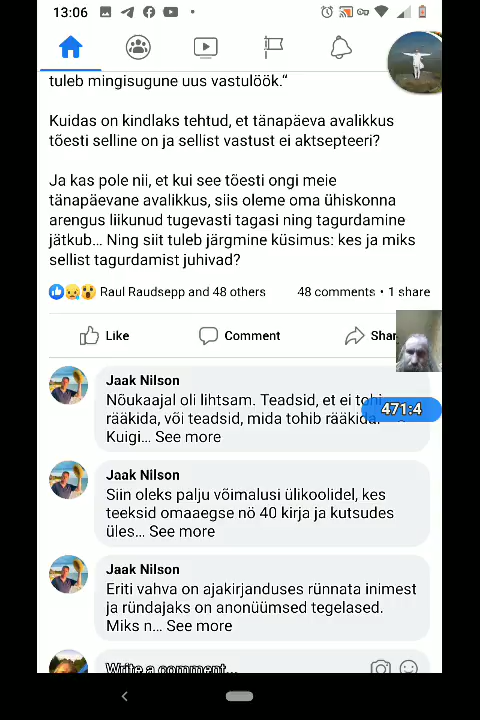 13:06
tuleb mingisugune uus vastulöök.“
Kuidas on kindlaks tehtud, et tänapäeva avalikkus
tõesti selline on ja sellist vastust ei aktsepteeri?
Ja kas pole nii, et kui see tõesti ongi meie
tänapäevane avalikkus, siis oleme oma ühiskonna
arengus liikunud tugevasti tagasi ning tagurdamine
jätkub... Ning siit tuleb järgmine küsimus: kes ja miks
sellist tagurdamist juhivad?
Raul Raudsepp and 48 others 48 comments • 1 share
Like Comment
Jaak Nilson
Nõukaajal oli lihtsam. Teadsid, et ei tohi
rääkida, või teadsid, mida tohib rääkida.
471:4
Kuigi... See more
Jaak Nilson
Siin oleks palju võimalusi ülikoolidel, kes
teeksid omaaegse nö 40 kirja ja kutsudes
üles... See more
Jaak Nilson
Eriti vahva on ajakirjanduses rünnata inimest
ja ründajaks on anonüümsed tegelased.
Miks n... See more
Write a comment...